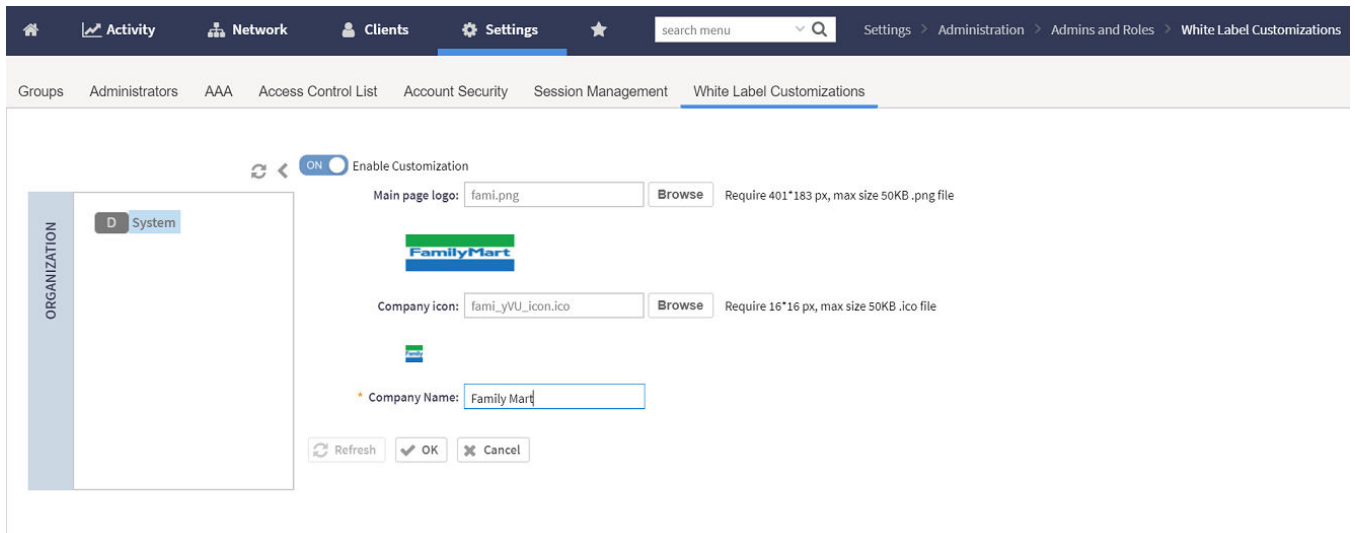 Activity Network Clients Settings search menu Settings > Administration > Admins and Roles > White Label Customizations
Groups Administrators AAA Access Control List Account Security Session Management White Label Customizations
ON Enable Customization
Main page logo: fami.png Browse Require 401*183 px, max size 50KB .png file
ORGANIZATION
D System
FamilyMart
Company icon: fami_yVU_icon.ico Browse Require 16*16 px, max size 50KB .ico file
* Company Name: Family Mart
Refresh OK Cancel